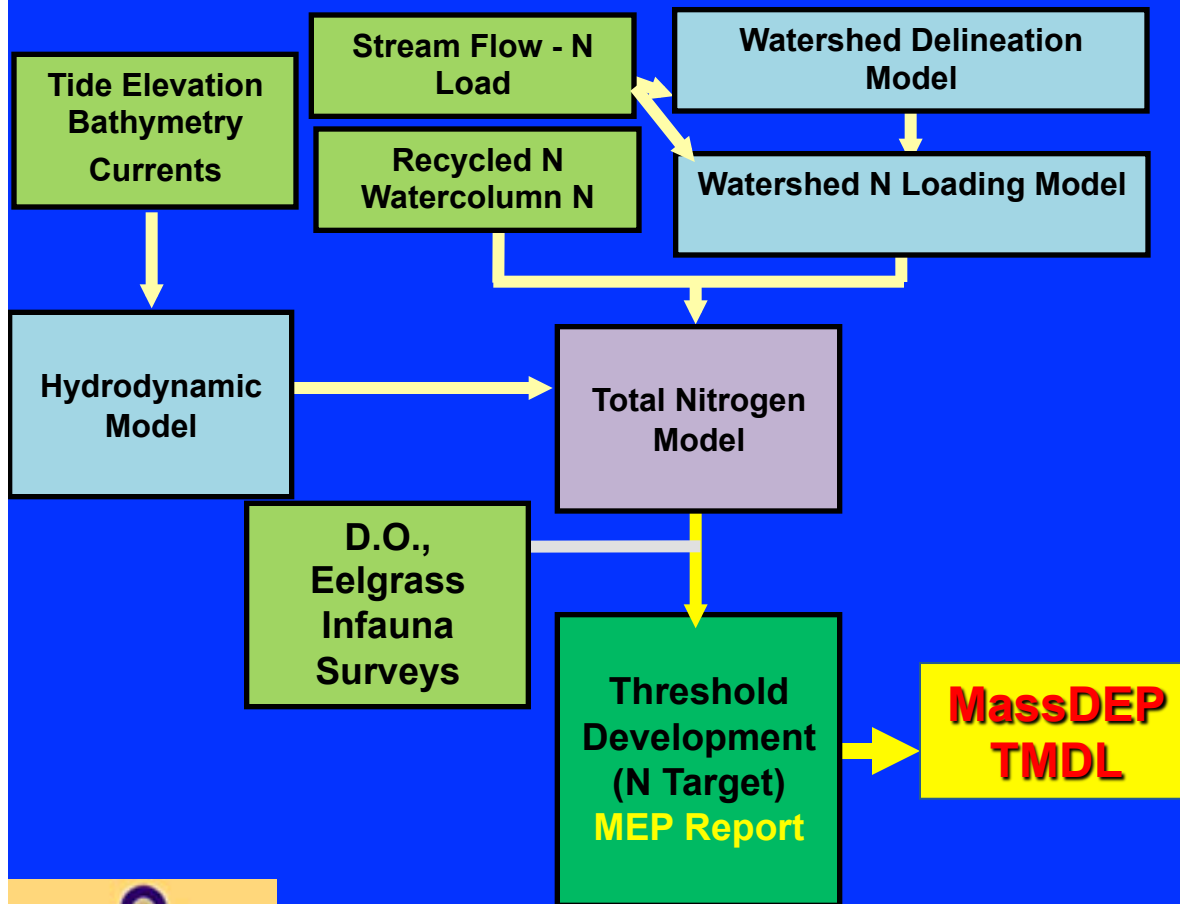 Tide Elevation
Bathymetry
Currents
Stream Flow - N
Load
Watershed Delineation
Model
Recycled N
Watercolumn N
Watershed N Loading Model
Hydrodynamic
Model
Total Nitrogen
Model
D.O.,
Eelgrass
Infauna
Surveys
Threshold
Development
(N Target)
MEP Report
MassDEP
TMDL